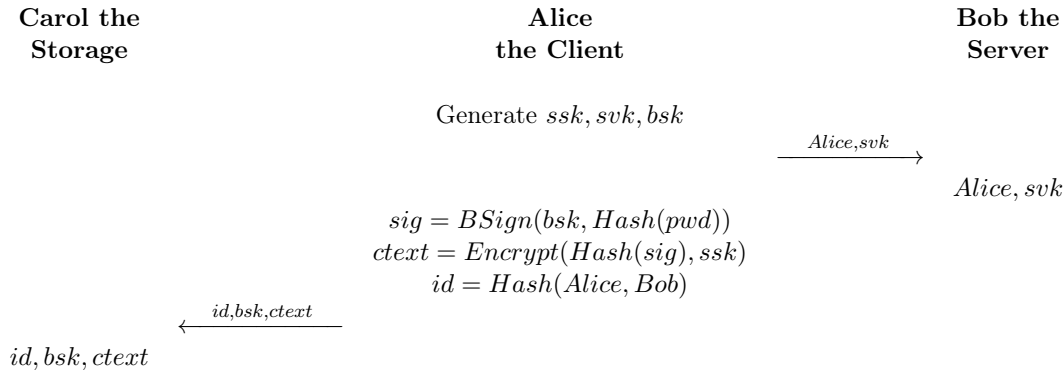 Carol the Storage
Alice the Client
Bob the Server
Generate ssk, svk, bsk
Alice,svk
Alice, svk
sig = BSign(bsk, Hash(pwd))
ctext = Encrypt(Hash(sig), ssk)
id = Hash(Alice, Bob)
id,bsk,ctext
id, bsk, ctext